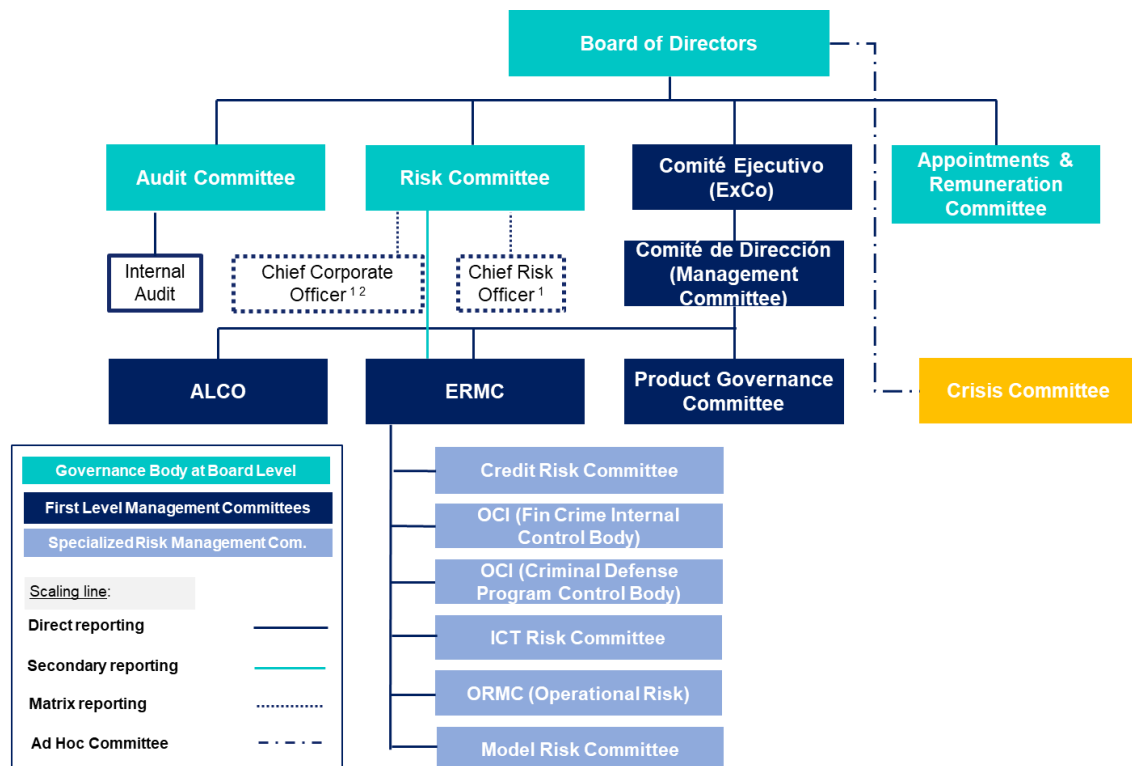 Board of Directors
Audit Committee
Risk Committee
Comité Ejecutivo
(ExCo)
Appointments &
Remuneration
Committee
Internal
Audit
Chief Corporate
Officer 1 2
Chief Risk
Officer 1
Comité de Dirección
(Management
Committee)
ALCO
ERMC
Product Governance
Committee
Crisis Committee
Governance Body at Board Level
First Level Management Committees
Specialized Risk Management Com.
Scaling line:
Direct reporting
Secondary reporting
Matrix reporting
Ad Hoc Committee
Credit Risk Committee
OCI (Fin Crime Internal
Control Body)
OCI (Criminal Defense
Program Control Body)
ICT Risk Committee
ORMC (Operational Risk)
Model Risk Committee